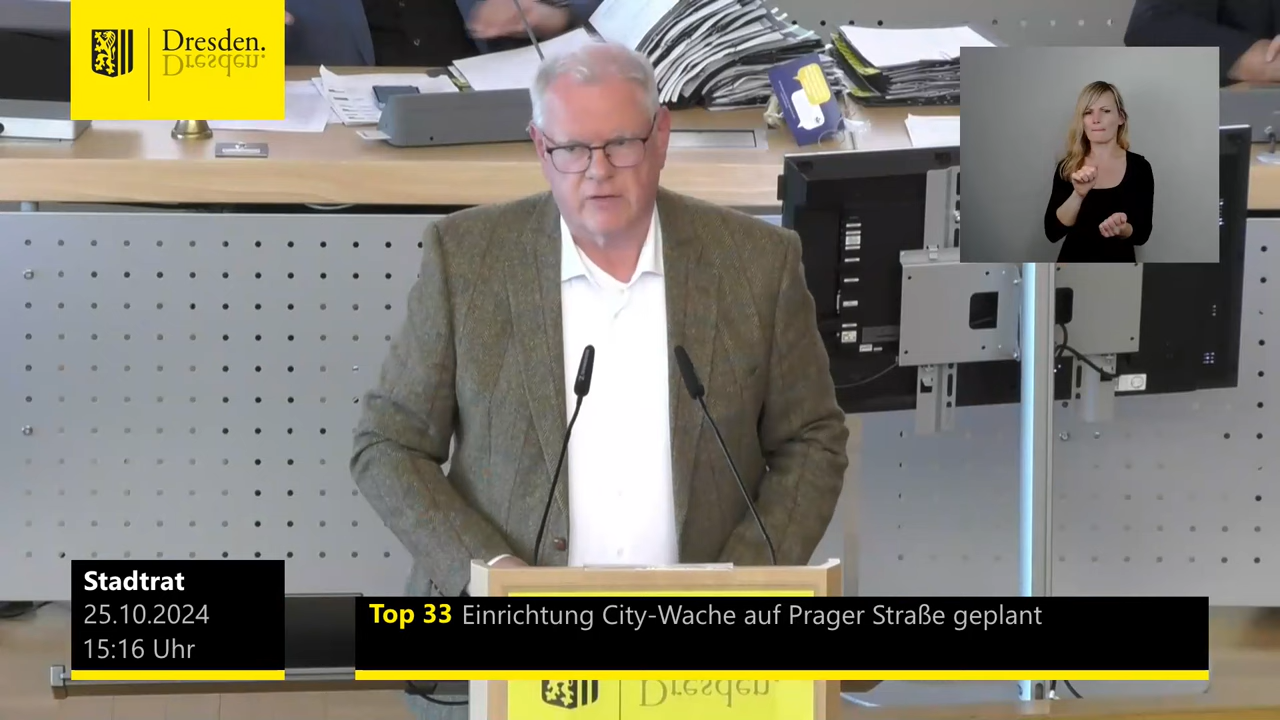 Dresden.
Dresden.
Stadtrat
25.10.2024
15:16 Uhr
Top 33 Einrichtung City-Wache auf Prager Straße geplant
Dresden.